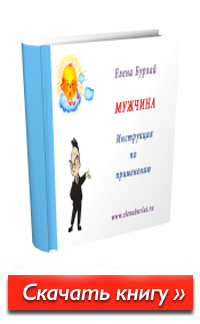 Елена Бурлай
МУЖЧИНА
Инструкция
по
применению
www.elenaburlai.ru
Скачать книгу »